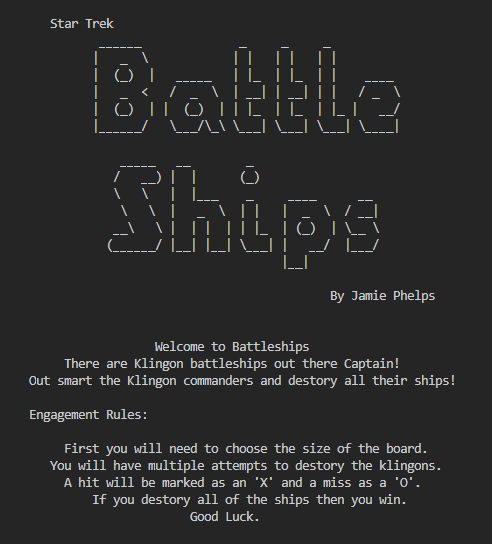 Star Trek
Battle
Ships
By Jamie Phelps
Welcome to Battleships
There are Klingon battleships out there Captain!
Out smart the Klingon commanders and destory all their ships!
Engagement Rules:
First you will need to choose the size of the board.
You will have multiple attempts to destory the klingons.
A hit will be marked as an 'X' and a miss as a 'O'.
If you destory all of the ships then you win.
Good Luck.